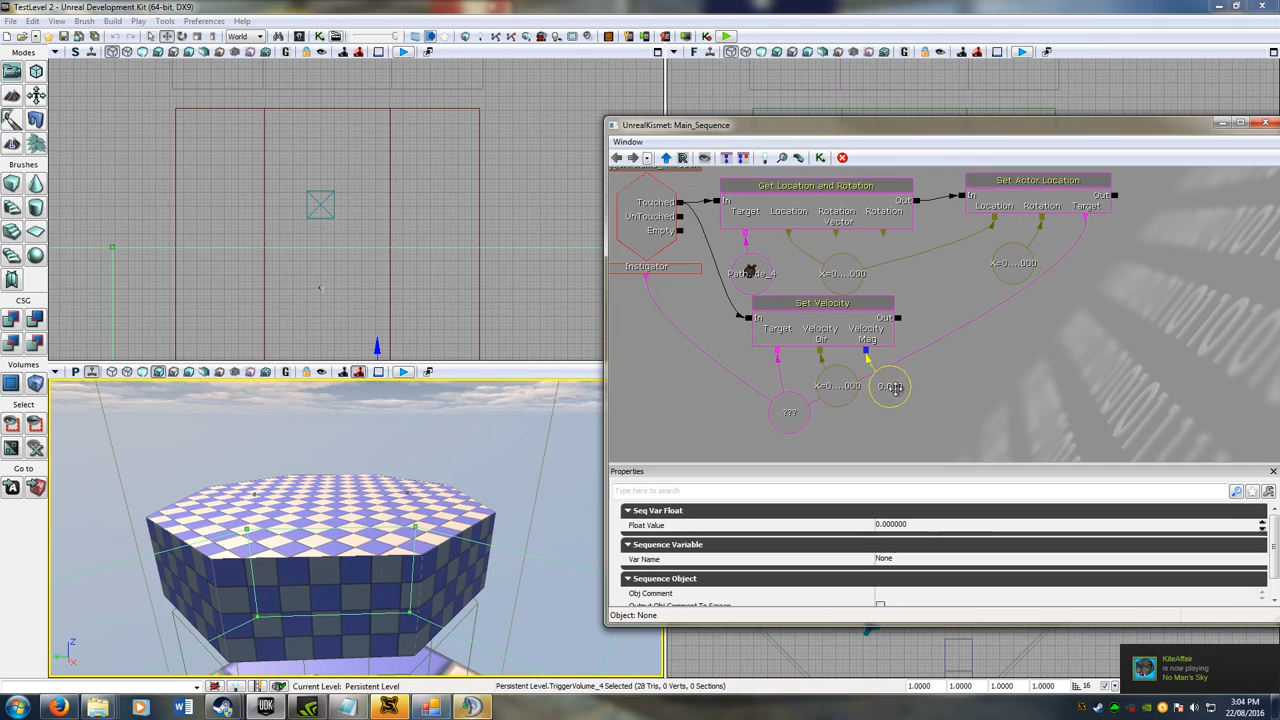 TestLevel 2 - Unreal Development Kit (64-bit, DX9)
File Edit View Brush Build Play Tools Preferences Help
World
Modes
S
G
F
G
Brushes
CSG
Volumes
Select
Go to
P
G
UnrealKismet: Main_Sequence
Window
Touched
UnTouched
Empty
Instigator
Get Location and Rotation
In
Out
Target Location Rotation Vector Rotation
Set Actor Location
In
Out
Location Rotation Target
X=0....000
X=0....000
Set Velocity
In
Out
Target Velocity Dir Velocity Mag
X=0....000
???
Properties
Type here to search
Seq Var Float
Float Value 0.000000
Sequence Variable
Var Name None
Sequence Object
Obj Comment
Output Obj Comment To Screen
Object: None
Z
X
Current Level: Persistent Level
Persistent Level.TriggerVolume_4 Selected (28 Tris, 0 Verts, 0 Sections)
1.0000 1.0000 1.0000 1.0000
16
KiteAffair
is now playing
No Man's Sky
UDK
3:04 PM
22/08/2016